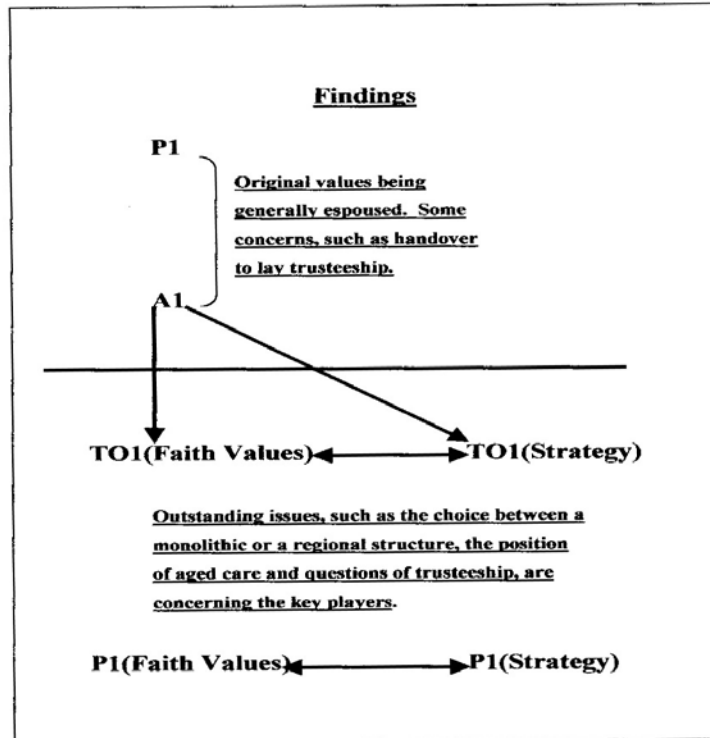 Findings
P1
Original values being
generally espoused. Some
concerns, such as handover
to lay trusteeship.
A1
TO1(Faith Values)
TO1(Strategy)
Outstanding issues, such as the choice between a
monolithic or a regional structure, the position
of aged care and questions of trusteeship, are
concerning the key players.
P1(Faith Values)
P1(Strategy)